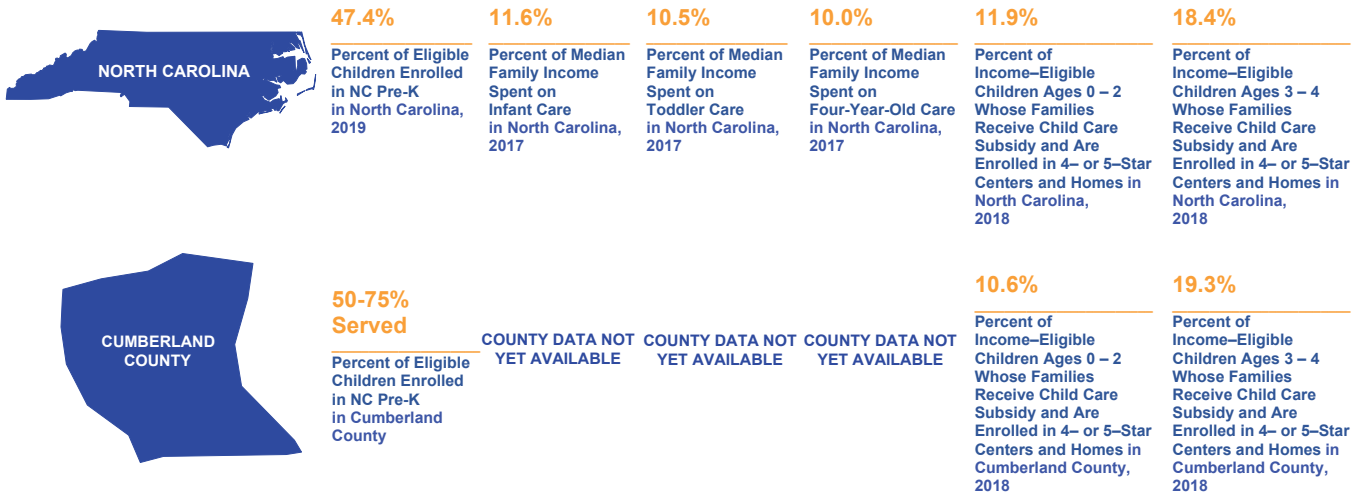 NORTH CAROLINA
47.4%
Percent of Eligible
Children Enrolled
in NC Pre-K
in North Carolina,
2019
11.6%
Percent of Median
Family Income
Spent on
Infant Care
in North Carolina,
2017
10.5%
Percent of Median
Family Income
Spent on
Toddler Care
in North Carolina,
2017
10.0%
Percent of Median
Family Income
Spent on
Four-Year-Old Care
in North Carolina,
2017
11.9%
Percent of
Income–Eligible
Children Ages 0 – 2
Whose Families
Receive Child Care
Subsidy and Are
Enrolled in 4– or 5–Star
Centers and Homes in
North Carolina,
2018
18.4%
Percent of
Income–Eligible
Children Ages 3 – 4
Whose Families
Receive Child Care
Subsidy and Are
Enrolled in 4– or 5–Star
Centers and Homes in
North Carolina,
2018
CUMBERLAND
COUNTY
50-75%
Served
Percent of Eligible
Children Enrolled
in NC Pre-K
in Cumberland
County
COUNTY DATA NOT
YET AVAILABLE
COUNTY DATA NOT
YET AVAILABLE
COUNTY DATA NOT
YET AVAILABLE
10.6%
Percent of
Income–Eligible
Children Ages 0 – 2
Whose Families
Receive Child Care
Subsidy and Are
Enrolled in 4– or 5–Star
Centers and Homes in
Cumberland County,
2018
19.3%
Percent of
Income–Eligible
Children Ages 3 – 4
Whose Families
Receive Child Care
Subsidy and Are
Enrolled in 4– or 5–Star
Centers and Homes in
Cumberland County,
2018